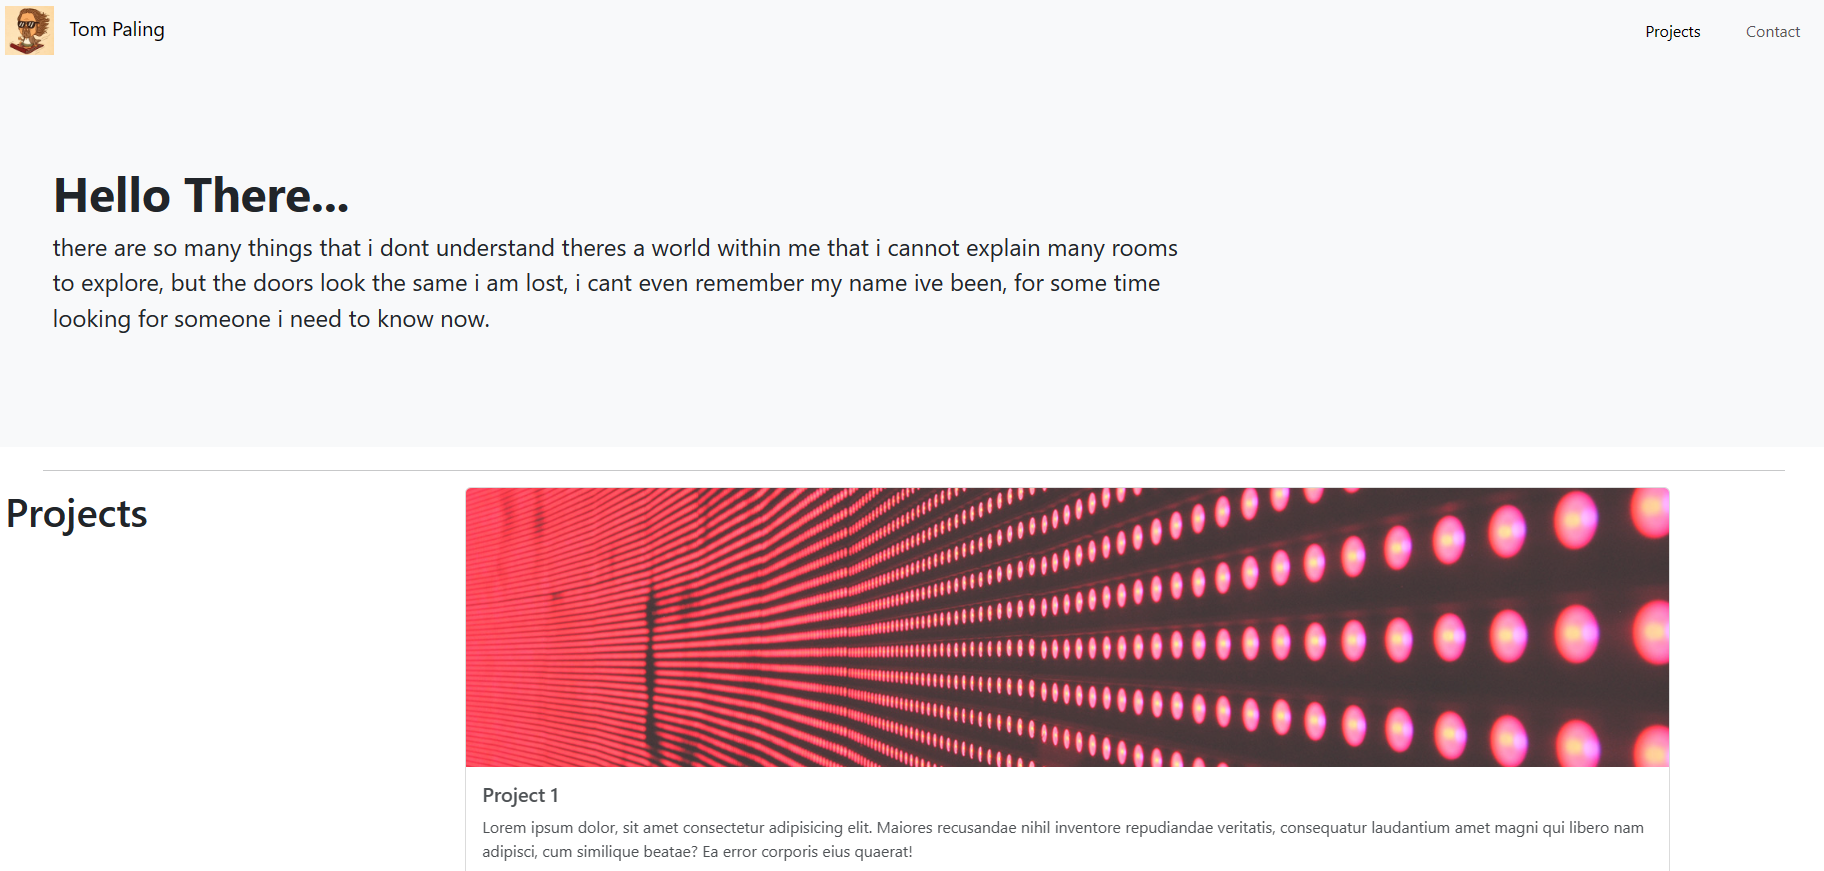 Tom Paling
Projects
Contact
Hello There...
there are so many things that i dont understand theres a world within me that i cannot explain many rooms
to explore, but the doors look the same i am lost, i cant even remember my name ive been, for some time
looking for someone i need to know now.
Projects
Project 1
Lorem ipsum dolor, sit amet consectetur adipisicing elit. Maiores recusandae nihil inventore repudiandae veritatis, consequatur laudantium amet magni qui libero nam
adipisci, cum similique beatae? Ea error corporis eius quaerat!